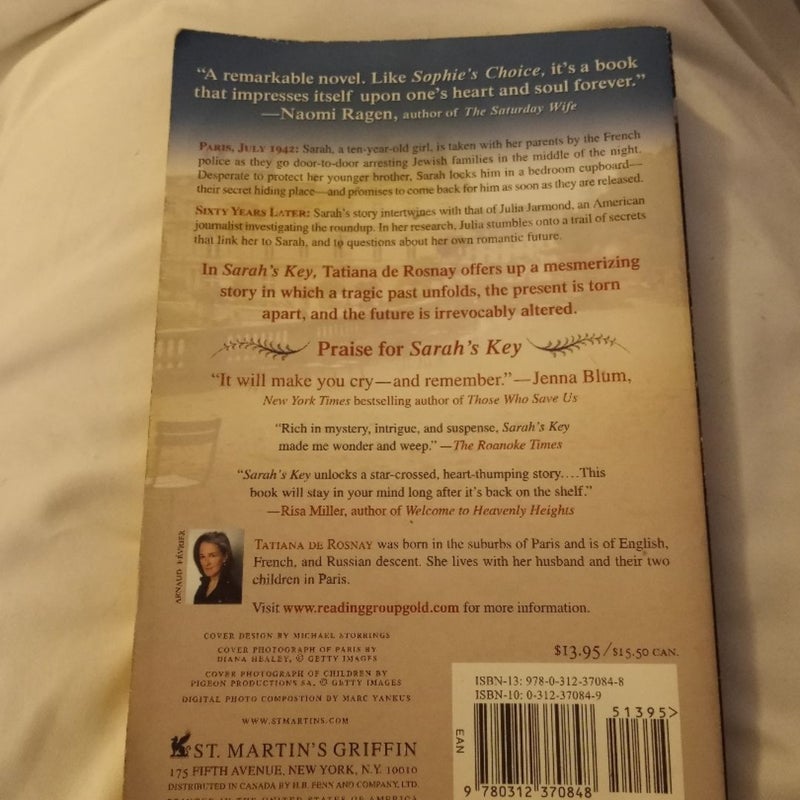 “A remarkable novel. Like Sophie's Choice, it's a book
that impresses itself upon one's heart and soul forever.”
—Naomi Ragen, author of The Saturday Wife
Paris, July 1942: Sarah, a ten-year-old girl, is taken with her parents by the French
police as they go door-to-door arresting Jewish families in the middle of the night.
Desperate to protect her younger brother, Sarah locks him in a bedroom cupboard—
their secret hiding place—and promises to come back for him as soon as they are released.
Sixty Years Later: Sarah's story intertwines with that of Julia Jarmond, an American
journalist investigating the roundup. In her research, Julia stumbles onto a trail of secrets
that link her to Sarah, and to questions about her own romantic future.
In Sarah's Key, Tatiana de Rosnay offers up a mesmerizing
story in which a tragic past unfolds, the present is torn
apart, and the future is irrevocably altered.
Praise for Sarah's Key
“It will make you cry—and remember.”—Jenna Blum,
New York Times bestselling author of Those Who Save Us
“Rich in mystery, intrigue, and suspense, Sarah's Key
made me wonder and weep.” —The Roanoke Times
“Sarah's Key unlocks a star-crossed, heart-thumping story....This
book will stay in your mind long after it's back on the shelf.”
—Risa Miller, author of Welcome to Heavenly Heights
ARNAUD FÉVRIER
Tatiana de Rosnay was born in the suburbs of Paris and is of English,
French, and Russian descent. She lives with her husband and their two
children in Paris.
Visit www.readinggroupgold.com for more information.
COVER DESIGN BY MICHAEL STORRINGS
COVER PHOTOGRAPH OF PARIS BY
DIANA HEALEY, © GETTY IMAGES
COVER PHOTOGRAPH OF CHILDREN BY
PIGEON PRODUCTIONS SA, © GETTY IMAGES
DIGITAL PHOTO COMPOSTION BY MARC YANKUS
WWW.STMARTINS.COM
ST. MARTIN'S GRIFFIN
175 FIFTH AVENUE, NEW YORK, N.Y. 10010
DISTRIBUTED IN CANADA BY H.B. FENN AND COMPANY, LTD.
PRINTED IN THE UNITED STATES OF AMERICA
$13.95/$15.50 CAN.
ISBN-13: 978-0-312-37084-8
ISBN-10: 0-312-37084-9
51395>
EAN
9 780312 370848